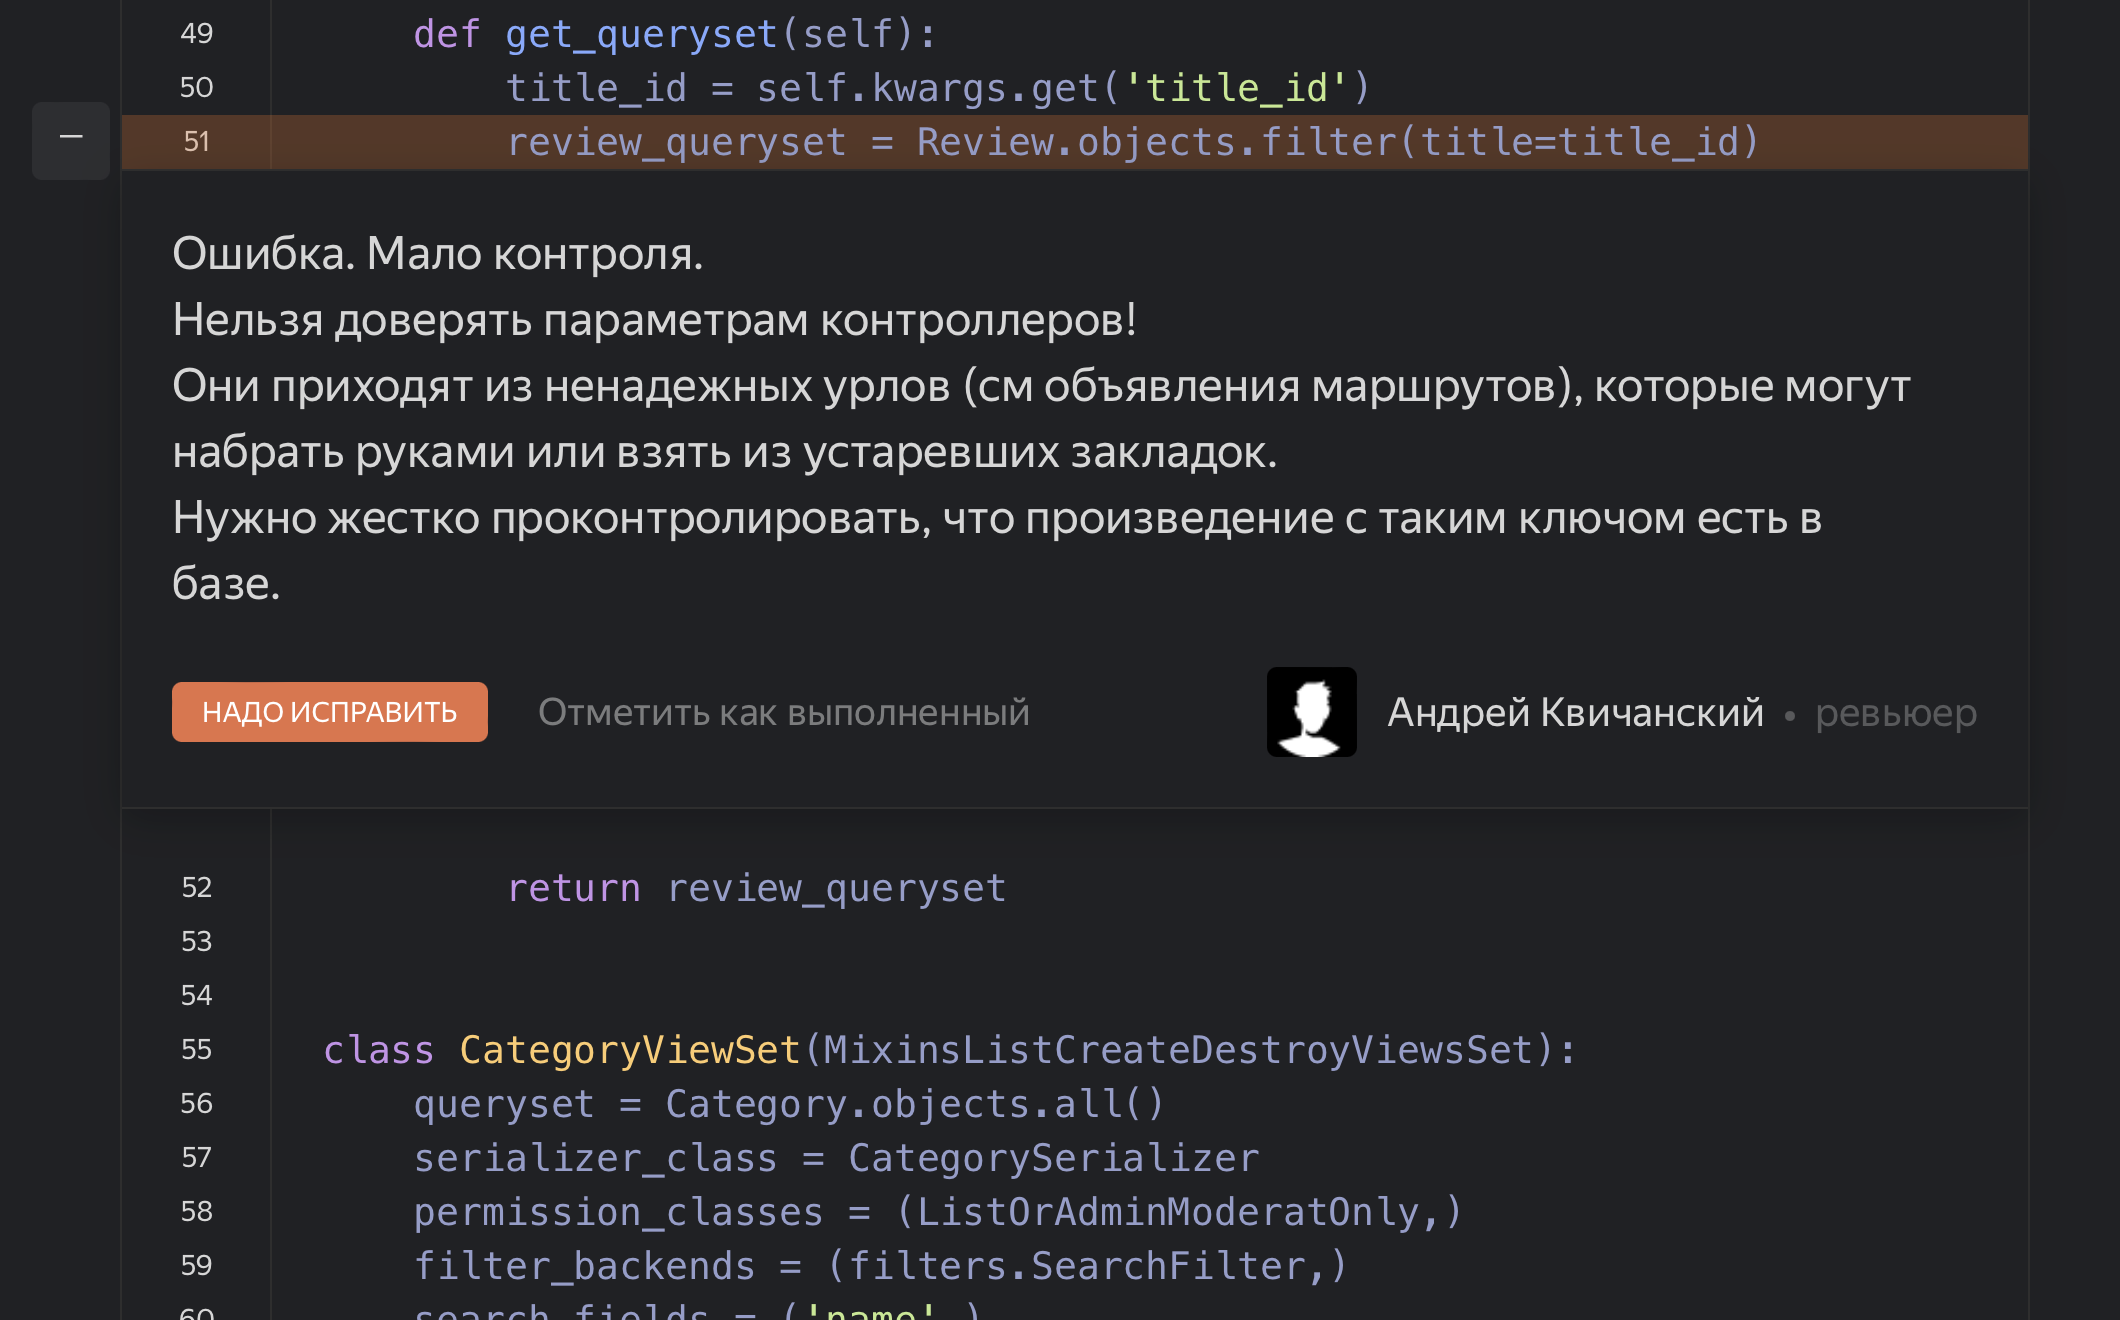 49 def get_queryset(self):
50 title_id = self.kwargs.get('title_id')
51 review_queryset = Review.objects.filter(title=title_id)
Ошибка. Мало контроля.
Нельзя доверять параметрам контроллеров!
Они приходят из ненадежных урлов (см объявления маршрутов), которые могут
набрать руками или взять из устаревших закладок.
Нужно жестко проконтролировать, что произведение с таким ключом есть в
базе.
НАДО ИСПРАВИТЬ Отметить как выполненный Андрей Квичанский • ревьюер
52 return review_queryset
53
54
55 class CategoryViewSet(MixinsListCreateDestroyViewsSet):
56 queryset = Category.objects.all()
57 serializer_class = CategorySerializer
58 permission_classes = (ListOrAdminModeratOnly,)
59 filter_backends = (filters.SearchFilter,)
60 search_fields = ('name',)